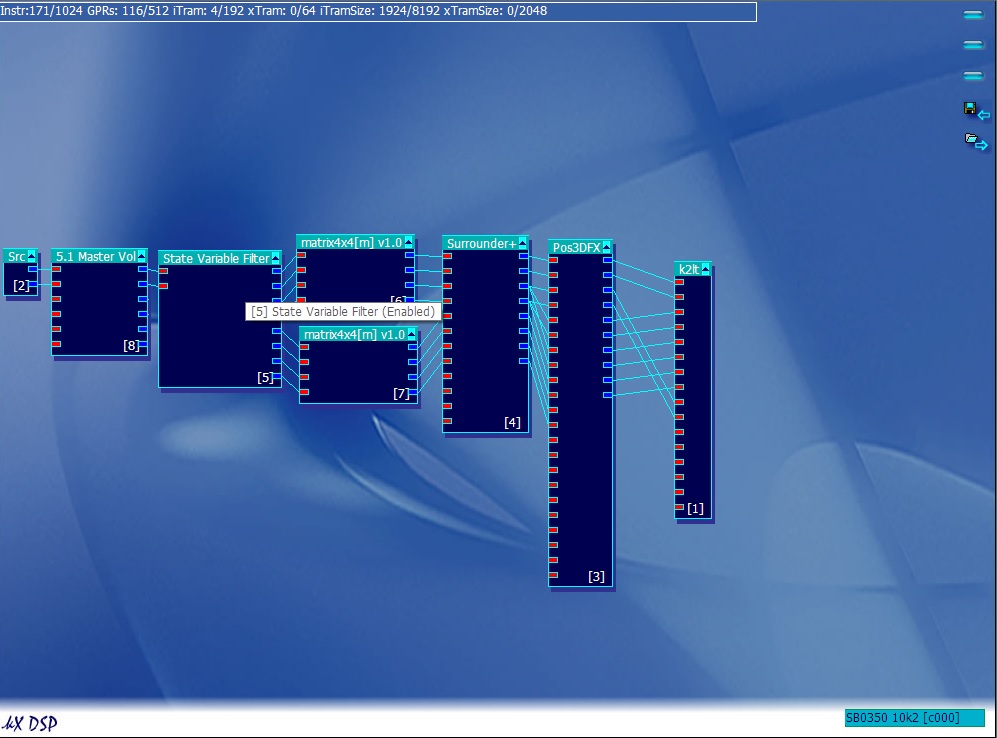 Instr:171/1024 GPRs: 116/512 iTram: 4/192 xTram: 0/64 iTramSize: 1924/8192 xTramSize: 0/2048
Src
[2]
5.1 Master Vol
[8]
State Variable Filter
[5]
matrix4x4[m] v1.0
[6]
[5] State Variable Filter (Enabled)
matrix4x4[m] v1.0
[7]
Surrounder+
[4]
Pos3DFX
[3]
k2lt
[1]
kX DSP
SB0350 10k2 [c000]